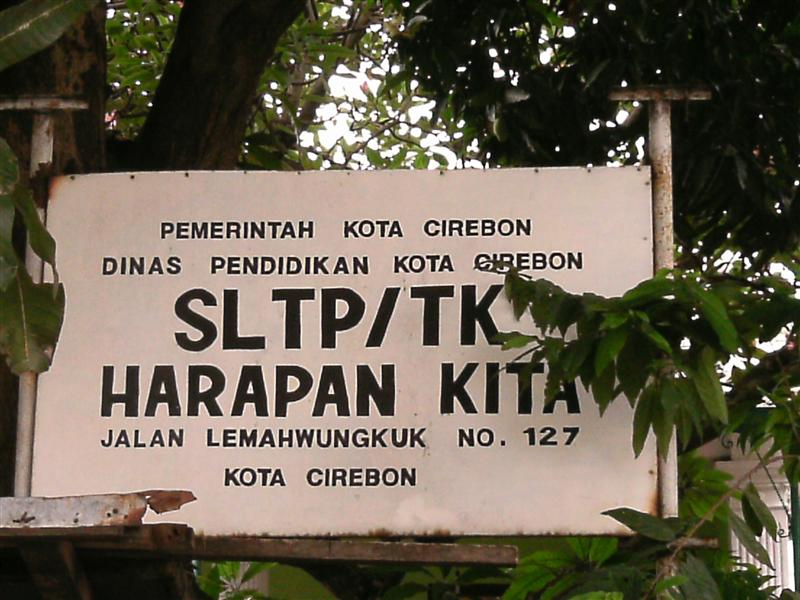 PEMERINTAH KOTA CIREBON
DINAS PENDIDIKAN KOTA CIREBON
SLTP/TK
HARAPAN KITA
JALAN LEMAHWUNGKUK NO. 127
KOTA CIREBON